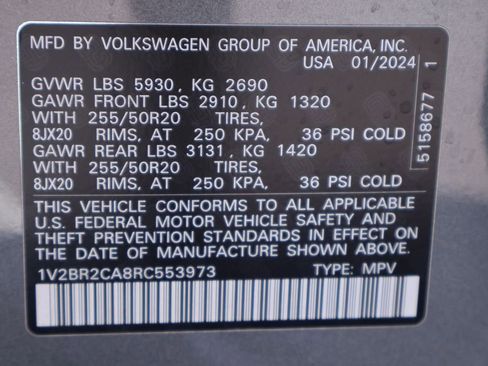 MFD BY VOLKSWAGEN GROUP OF AMERICA, INC.
USA 01/2024
GVWR LBS 5930, KG 2690
GAWR FRONT LBS 2910, KG 1320
WITH 255/50R20 TIRES,
8JX20 RIMS, AT 250 KPA, 36 PSI COLD
GAWR REAR LBS 3131, KG 1420
WITH 255/50R20 TIRES,
8JX20 RIMS, AT 250 KPA, 36 PSI COLD
THIS VEHICLE CONFORMS TO ALL APPLICABLE
U.S. FEDERAL MOTOR VEHICLE SAFETY AND
THEFT PREVENTION STANDARDS IN EFFECT ON
THE DATE OF MANUFACTURE SHOWN ABOVE.
1V2BR2CA8RC553973 TYPE: MPV
5158677 1